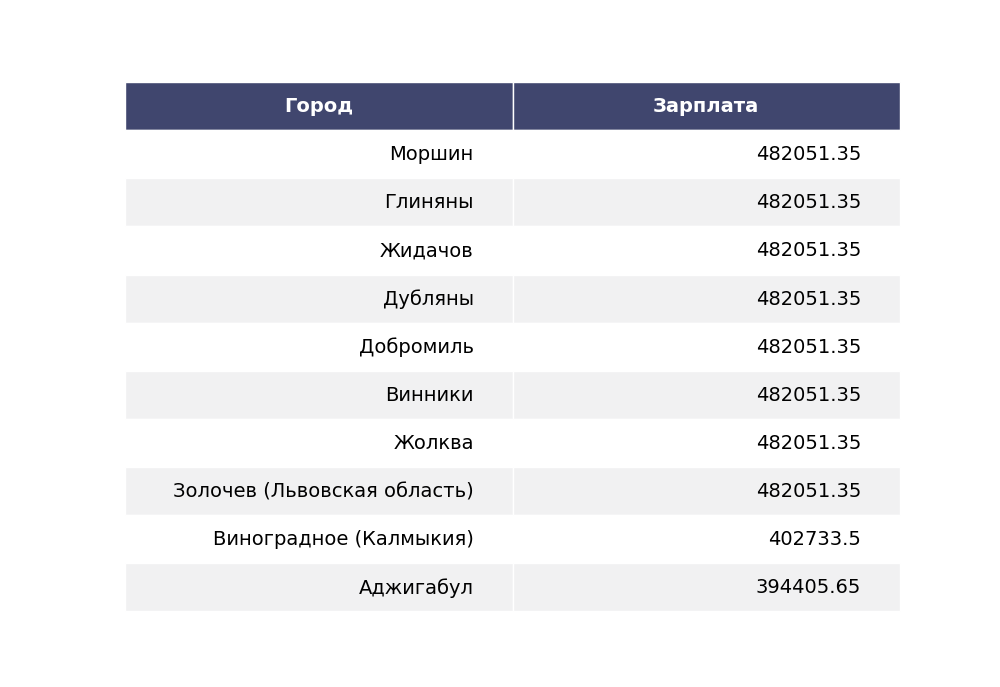 Город Зарплата
Моршин 482051.35
Глиняны 482051.35
Жидачов 482051.35
Дубляны 482051.35
Добромиль 482051.35
Винники 482051.35
Жолква 482051.35
Золочев (Львовская область) 482051.35
Виноградное (Калмыкия) 402733.5
Аджигабул 394405.65